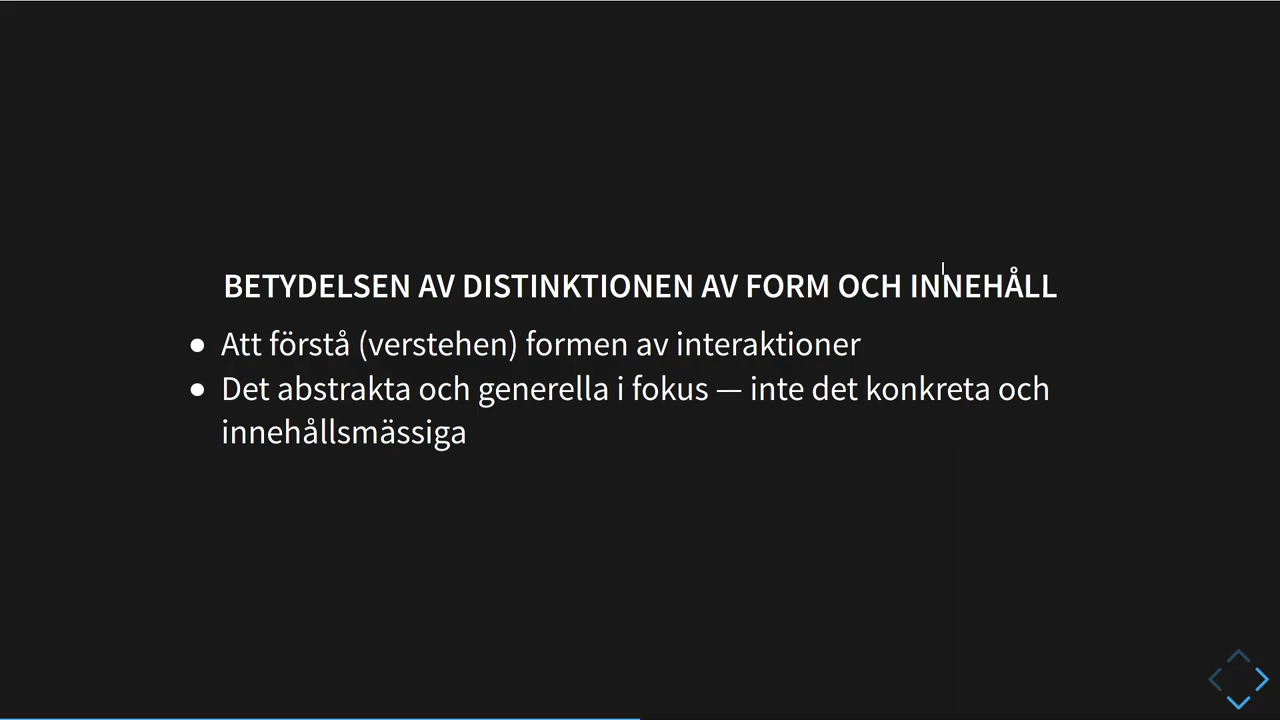 BETYDELSEN AV DISTINKTIONEN AV FORM OCH INNEHÅLL
● Att förstå (verstehen) formen av interaktioner
● Det abstrakta och generella i fokus — inte det konkreta och
innehållsmässiga